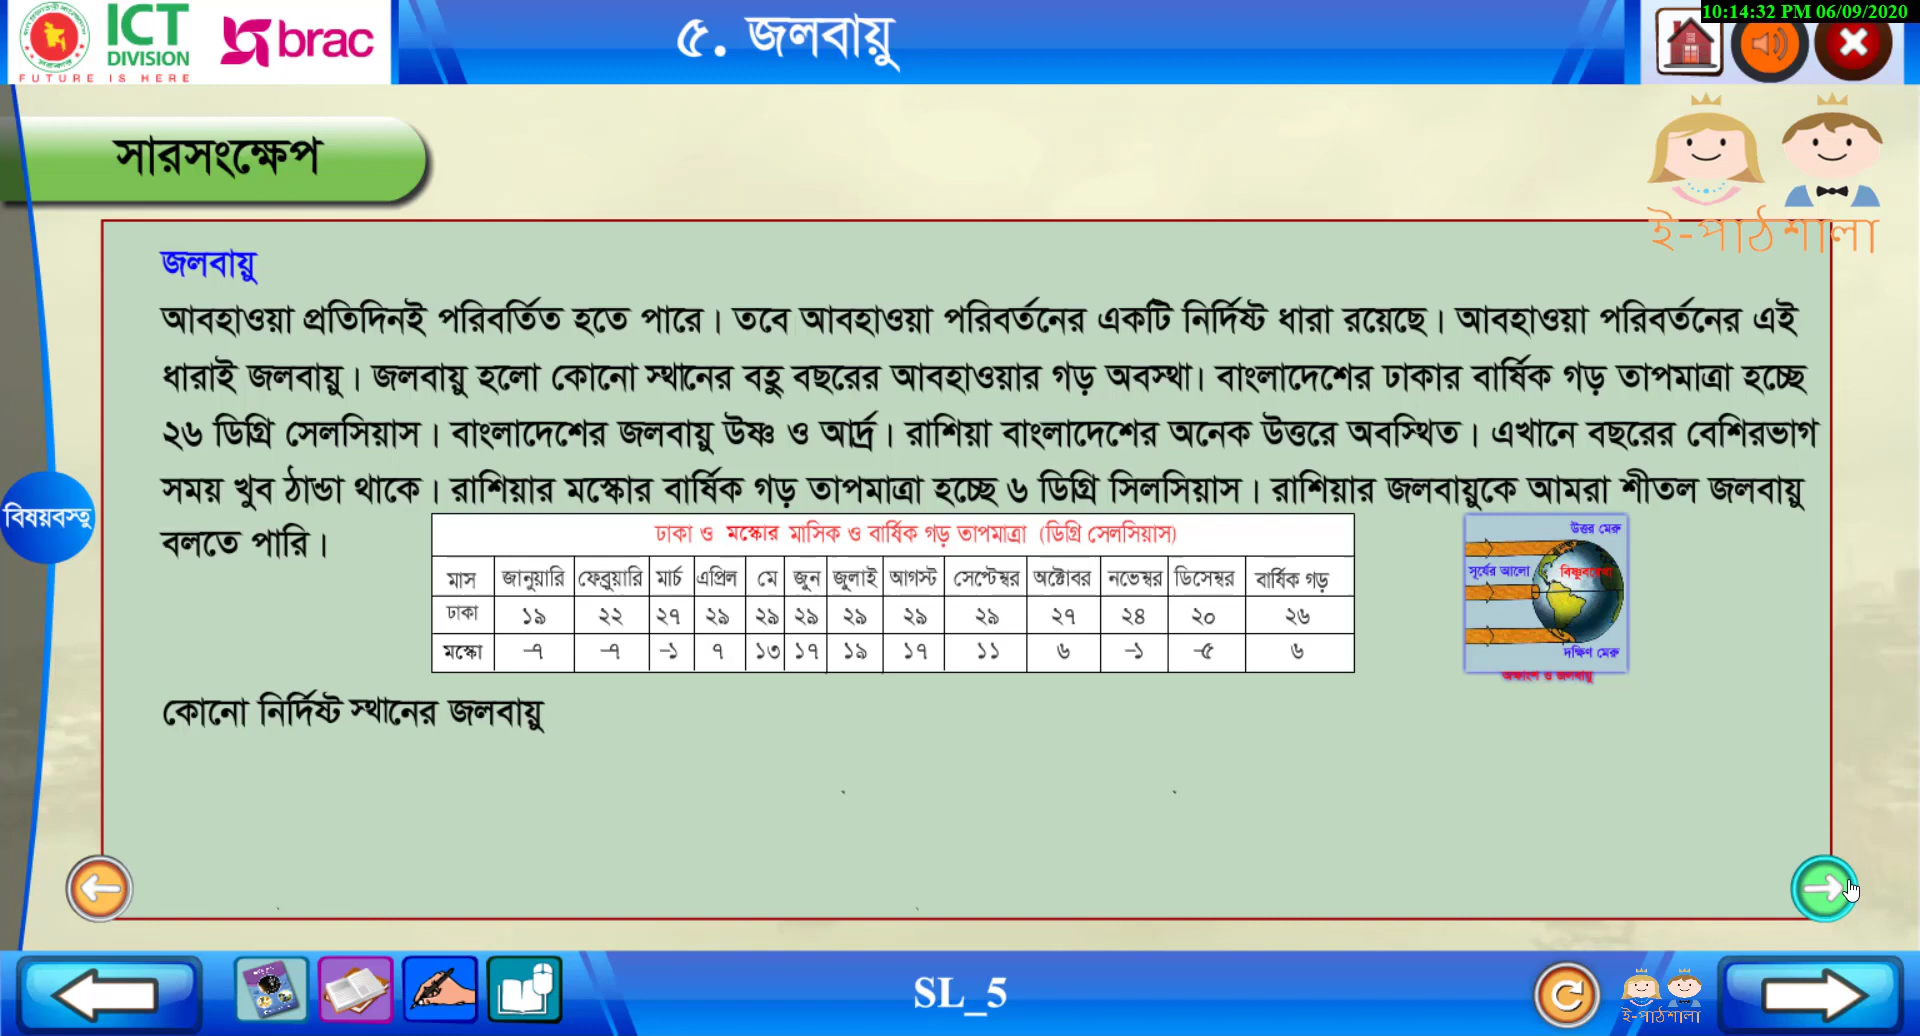 10:14:32 PM 06/09/2020
ICT
DIVISION
FUTURE IS HERE
brac
৫. জলবায়ু
সারসংক্ষেপ
ই-পাঠশালা
জলবায়ু
আবহাওয়া প্রতিদিনই পরিবর্তিত হতে পারে। তবে আবহাওয়া পরিবর্তনের একটি নির্দিষ্ট ধারা রয়েছে। আবহাওয়া পরিবর্তনের এই
ধারাই জলবায়ু। জলবায়ু হলো কোনো স্থানের বহু বছরের আবহাওয়ার গড় অবস্থা। বাংলাদেশের ঢাকার বার্ষিক গড় তাপমাত্রা হচ্ছে
২৬ ডিগ্রি সেলসিয়াস। বাংলাদেশের জলবায়ু উষ্ণ ও আর্দ্র। রাশিয়া বাংলাদেশের অনেক উত্তরে অবস্থিত। এখানে বছরের বেশিরভাগ
সময় খুব ঠান্ডা থাকে। রাশিয়ার মস্কোর বার্ষিক গড় তাপমাত্রা হচ্ছে ৬ ডিগ্রি সিলসিয়াস। রাশিয়ার জলবায়ুকে আমরা শীতল জলবায়ু
বলতে পারি।
ঢাকা ও মস্কোর মাসিক ও বার্ষিক গড় তাপমাত্রা (ডিগ্রি সেলসিয়াস)
মাস জানুয়ারি ফেব্রুয়ারি মার্চ এপ্রিল মে জুন জুলাই আগস্ট সেপ্টেম্বর অক্টোবর নভেম্বর ডিসেম্বর বার্ষিক গড়
ঢাকা ১৯ ২২ ২৭ ২৯ ২৯ ২৯ ২৯ ২৯ ২৯ ২৭ ২৪ ২০ ২৬
মস্কো -৭ -৭ -১ ৭ ১৩ ১৭ ১৯ ১৭ ১১ ৬ -১ -৫ ৬
উত্তর মেরু
সূর্যের আলো
বিষুবরেখা
দক্ষিণ মেরু
অক্ষাংশ ও জলবায়ু
কোনো নির্দিষ্ট স্থানের জলবায়ু
বিষয়বস্তু
SL_5
ই-পাঠশালা